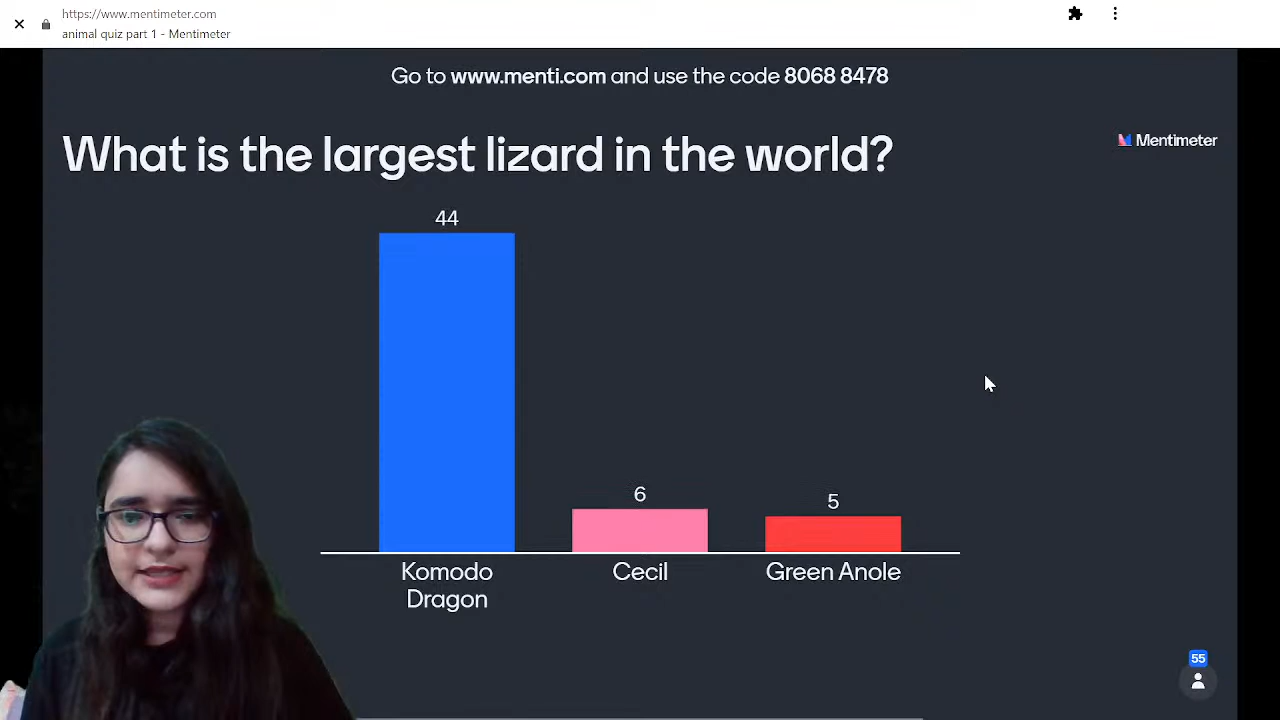 https://www.mentimeter.com
animal quiz part 1 - Mentimeter
Go to www.menti.com and use the code 8068 8478
Mentimeter
What is the largest lizard in the world?
44
6
5
Komodo
Dragon
Cecil
Green Anole
55